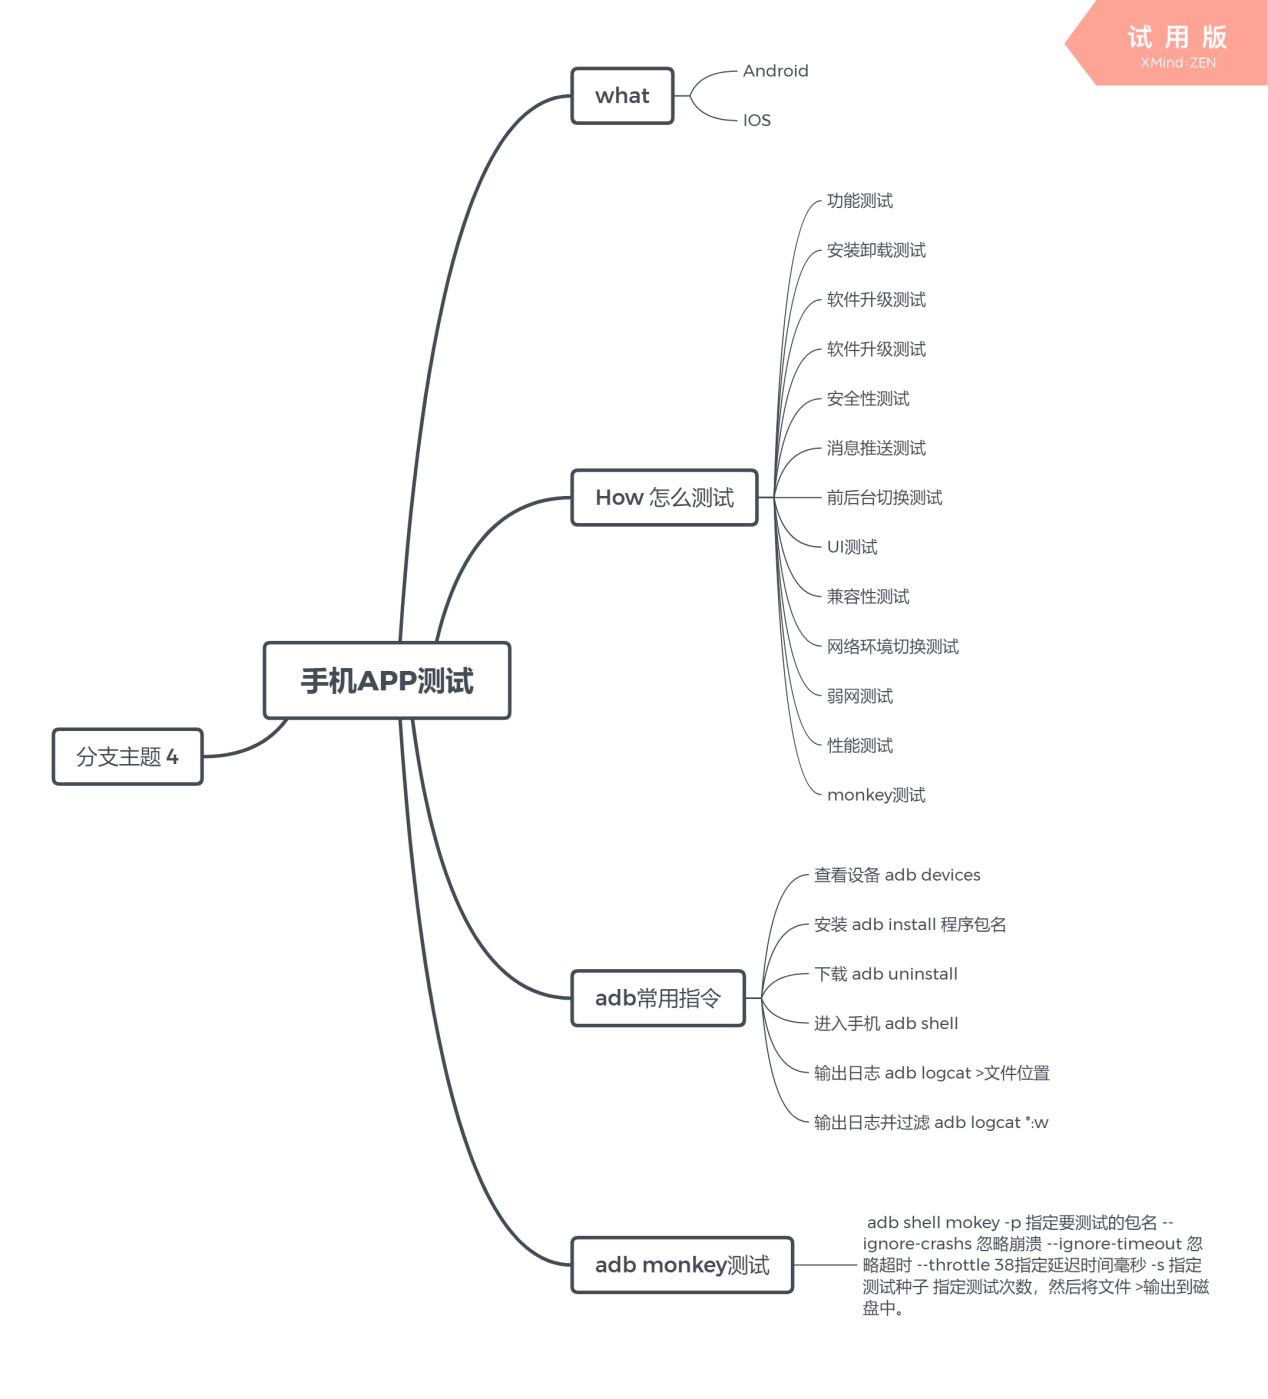 试用版
XMind:ZEN
what
Android
IOS
How 怎么测试
功能测试
安装卸载测试
软件升级测试
软件升级测试
安全性测试
消息推送测试
前后台切换测试
UI测试
兼容性测试
网络环境切换测试
弱网测试
性能测试
monkey测试
手机APP测试
分支主题 4
adb常用指令
查看设备 adb devices
安装 adb install 程序包名
下载 adb uninstall
进入手机 adb shell
输出日志 adb logcat >文件位置
输出日志并过滤 adb logcat *:w
adb monkey测试
adb shell mokey -p 指定要测试的包名 --
ignore-crashs 忽略崩溃 --ignore-timeout 忽
略超时 --throttle 38指定延迟时间毫秒 -s 指定
测试种子 指定测试次数，然后将文件 >输出到磁
盘中。